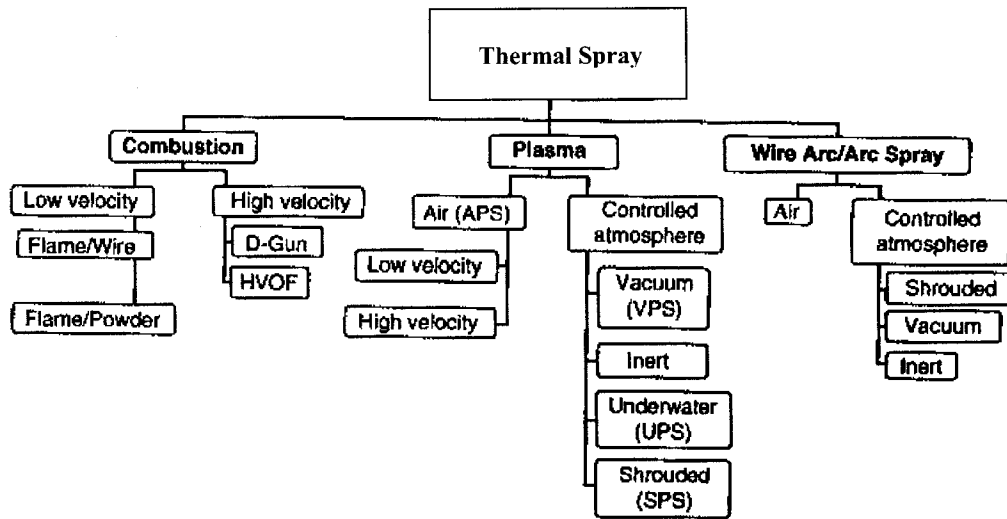 Thermal Spray
Combustion
Low velocity
Flame/Wire
Flame/Powder
High velocity
D-Gun
HVOF
Plasma
Air (APS)
Low velocity
High velocity
Controlled
atmosphere
Vacuum
(VPS)
Inert
Underwater
(UPS)
Shrouded
(SPS)
Wire Arc/Arc Spray
Air
Controlled
atmosphere
Shrouded
Vacuum
Inert